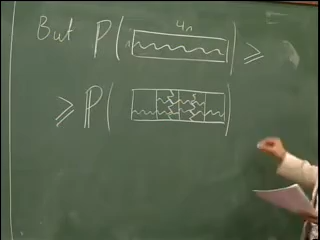 But P( 4n ) ≥
≥ P( )